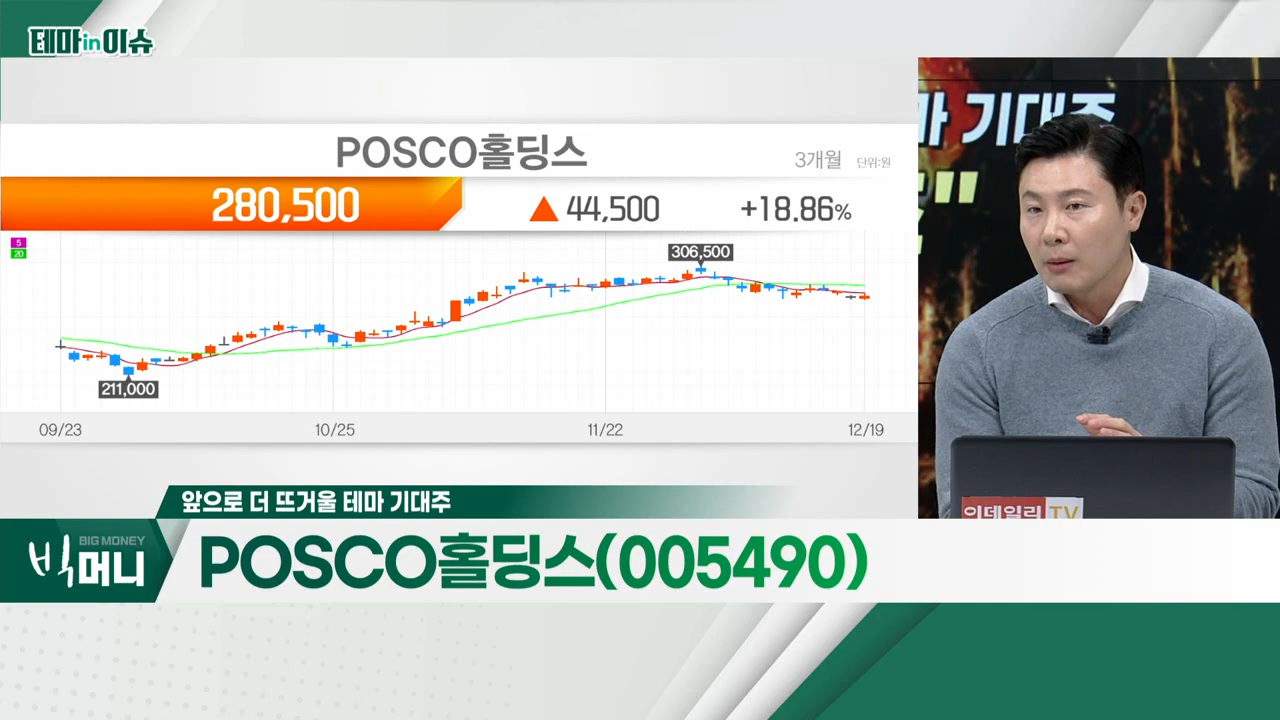 테마in이슈
POSCO홀딩스
3개월
단위:원
280,500
▲ 44,500
+18.86%
5
20
306,500
211,000
09/23
10/25
11/22
12/19
기대주
"
이데일리TV
앞으로 더 뜨거울 테마 기대주
BIG MONEY
빅머니
POSCO홀딩스(005490)